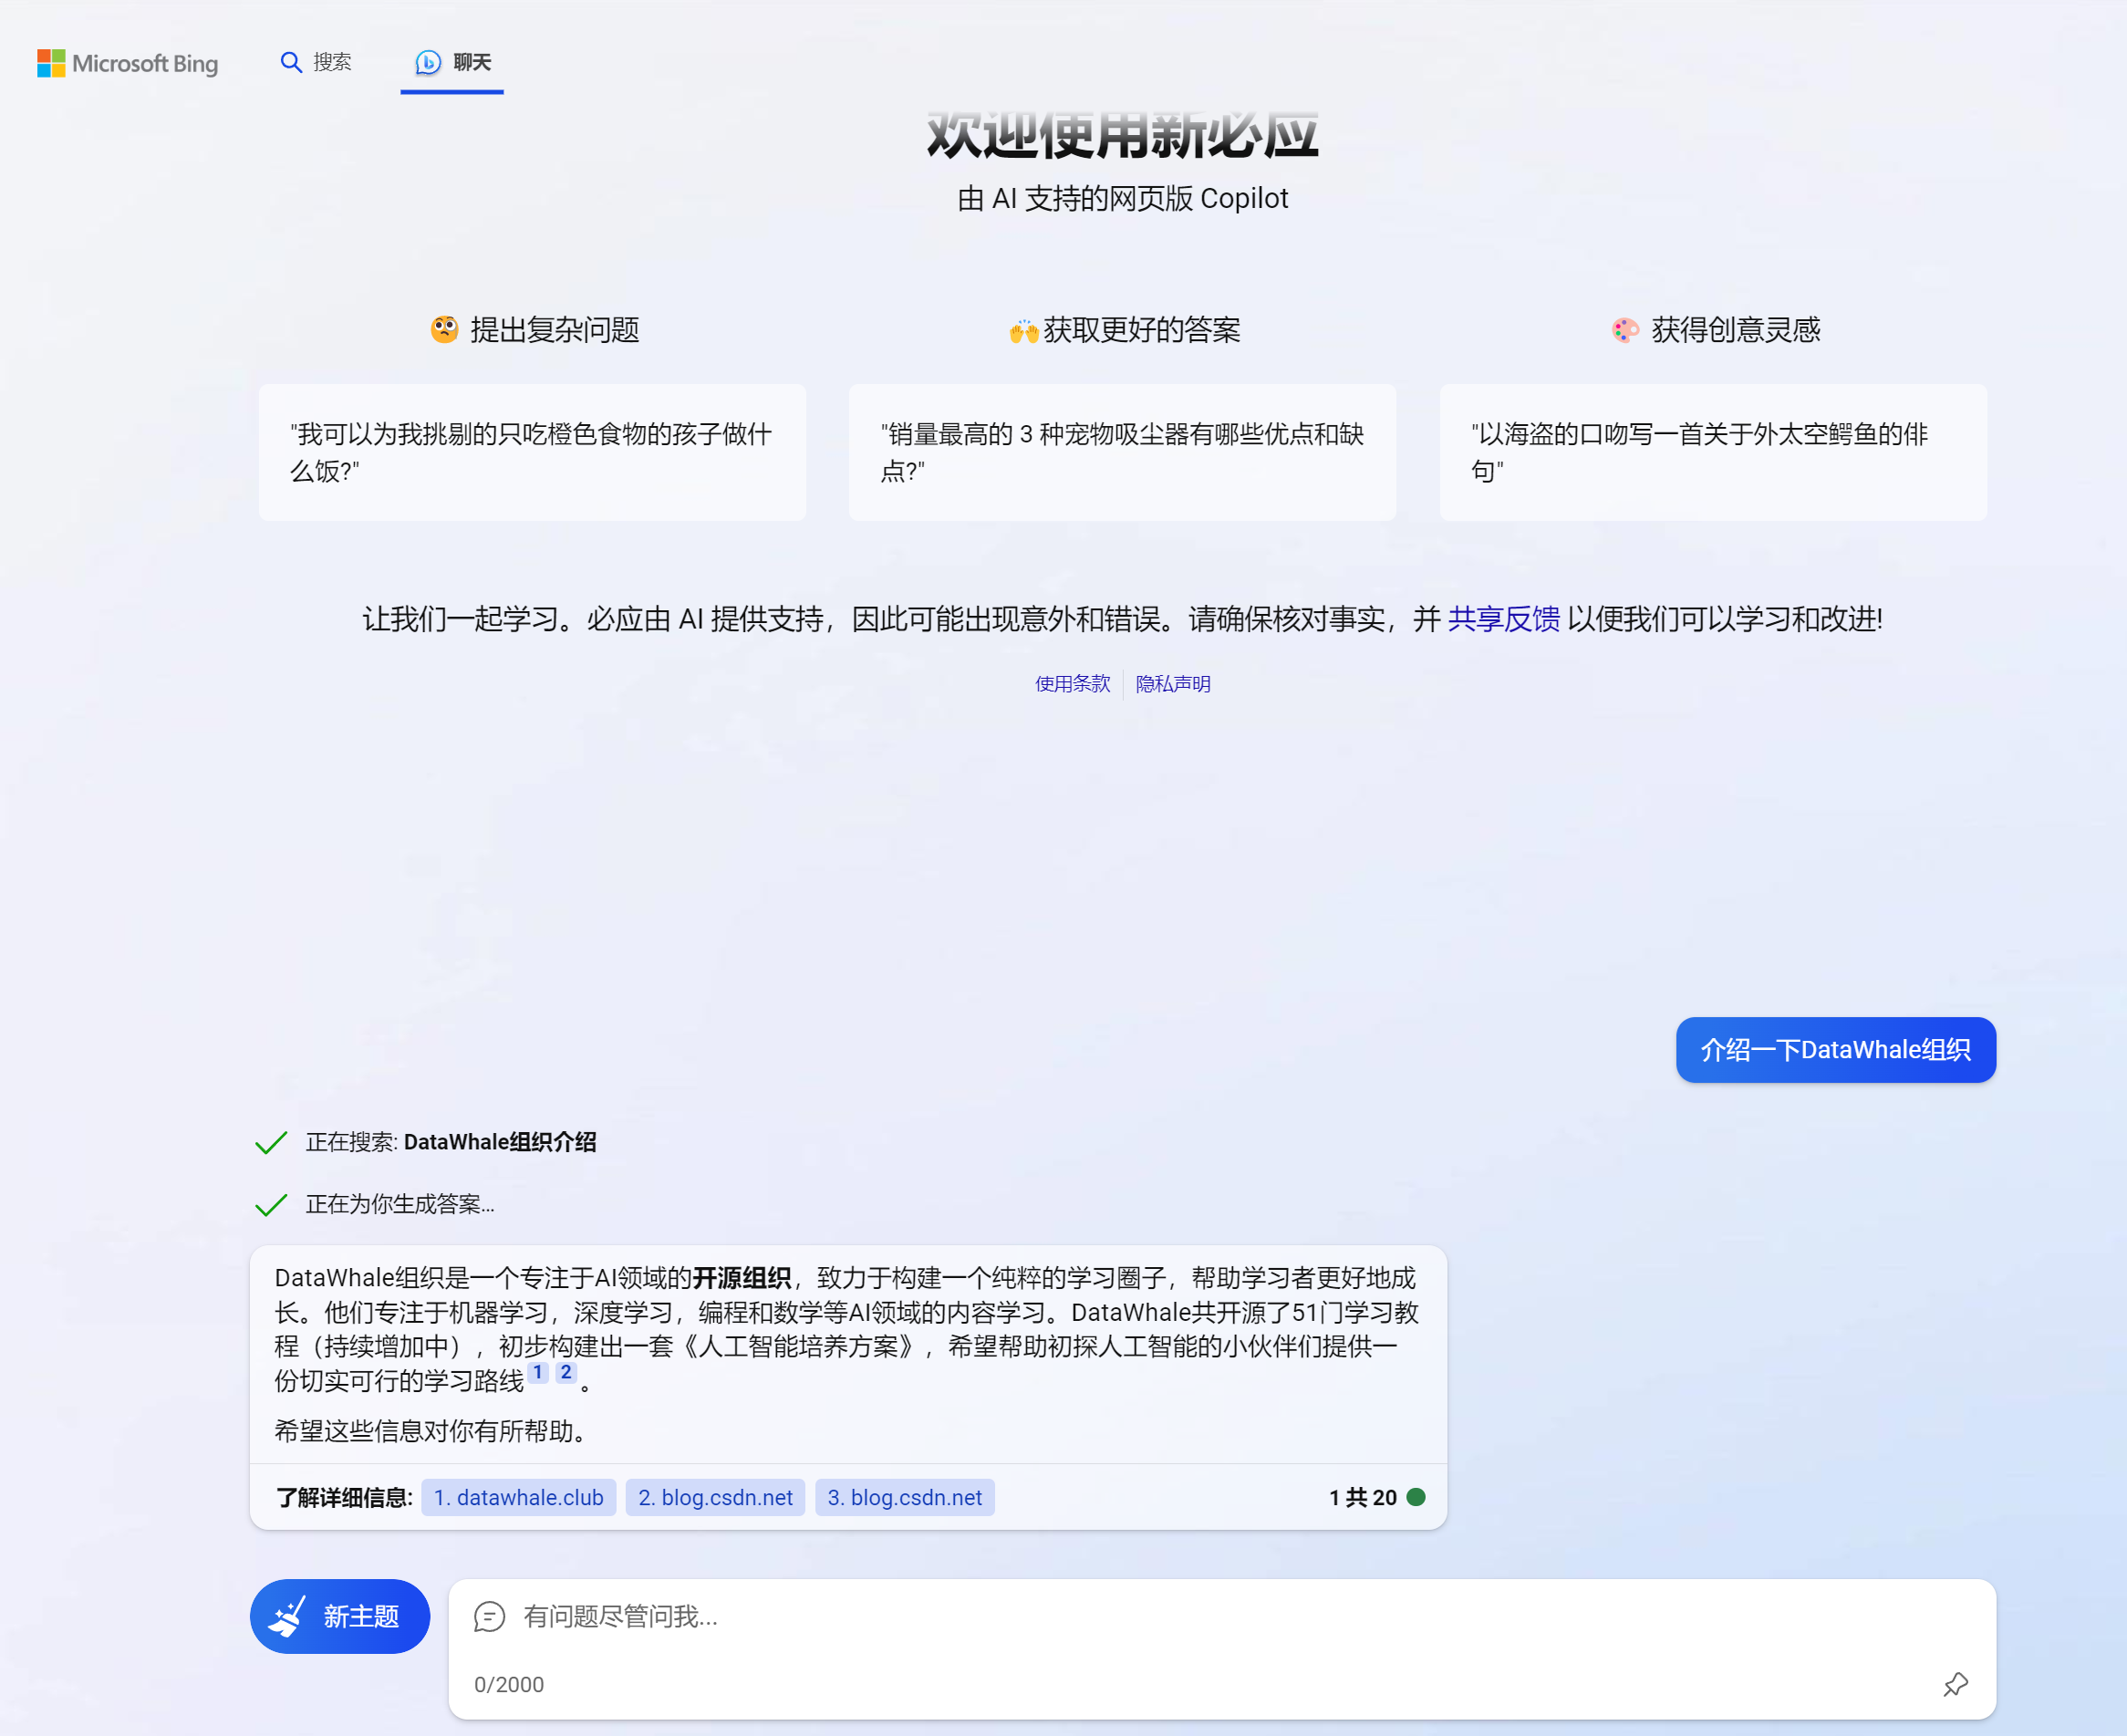 Microsoft Bing
搜索
聊天
欢迎使用新必应
由 AI 支持的网页版 Copilot
提出复杂问题
"我可以为我挑剔的只吃橙色食物的孩子做什
么饭?"
获取更好的答案
"销量最高的 3 种宠物吸尘器有哪些优点和缺
点?"
获得创意灵感
"以海盗的口吻写一首关于外太空鳄鱼的俳
句"
让我们一起学习。必应由 AI 提供支持，因此可能出现意外和错误。请确保核对事实，并 共享反馈 以便我们可以学习和改进!
使用条款 隐私声明
介绍一下DataWhale组织
正在搜索: DataWhale组织介绍
正在为你生成答案...
DataWhale组织是一个专注于AI领域的开源组织，致力于构建一个纯粹的学习圈子，帮助学习者更好地成
长。他们专注于机器学习，深度学习，编程和数学等AI领域的内容学习。DataWhale共开源了51门学习教
程（持续增加中），初步构建出一套《人工智能培养方案》，希望帮助初探人工智能的小伙伴们提供一
份切实可行的学习路线1 2。
希望这些信息对你有所帮助。
了解详细信息: 1. datawhale.club 2. blog.csdn.net 3. blog.csdn.net 1 共 20
新主题
有问题尽管问我...
0/2000